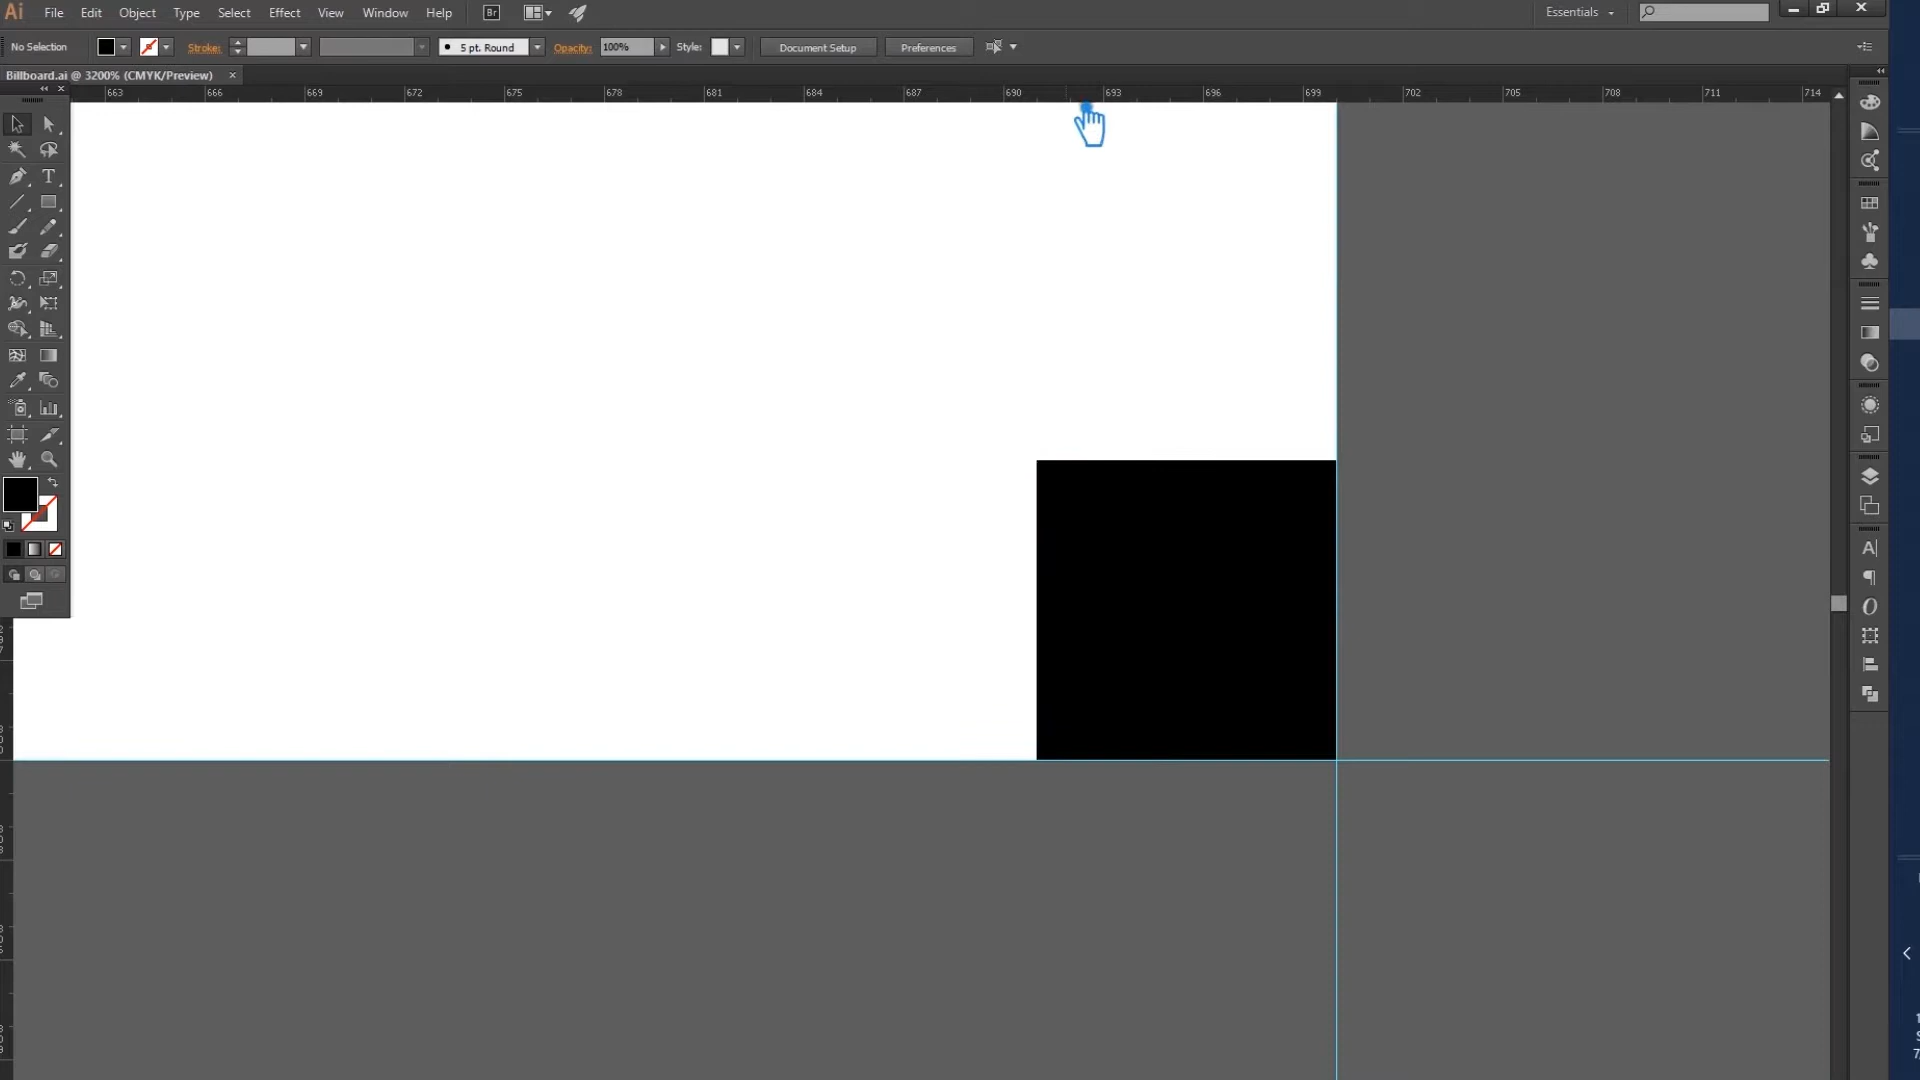 Ai File Edit Object Type Select Effect View Window Help Br Essentials
No Selection Stroke: 5 pt. Round Opacity: 100% Style: Document Setup Preferences
Billboard.ai @ 3200% (CMYK/Preview)
663 666 669 672 675 678 681 684 687 690 693 696 699 702 705 708 711 714